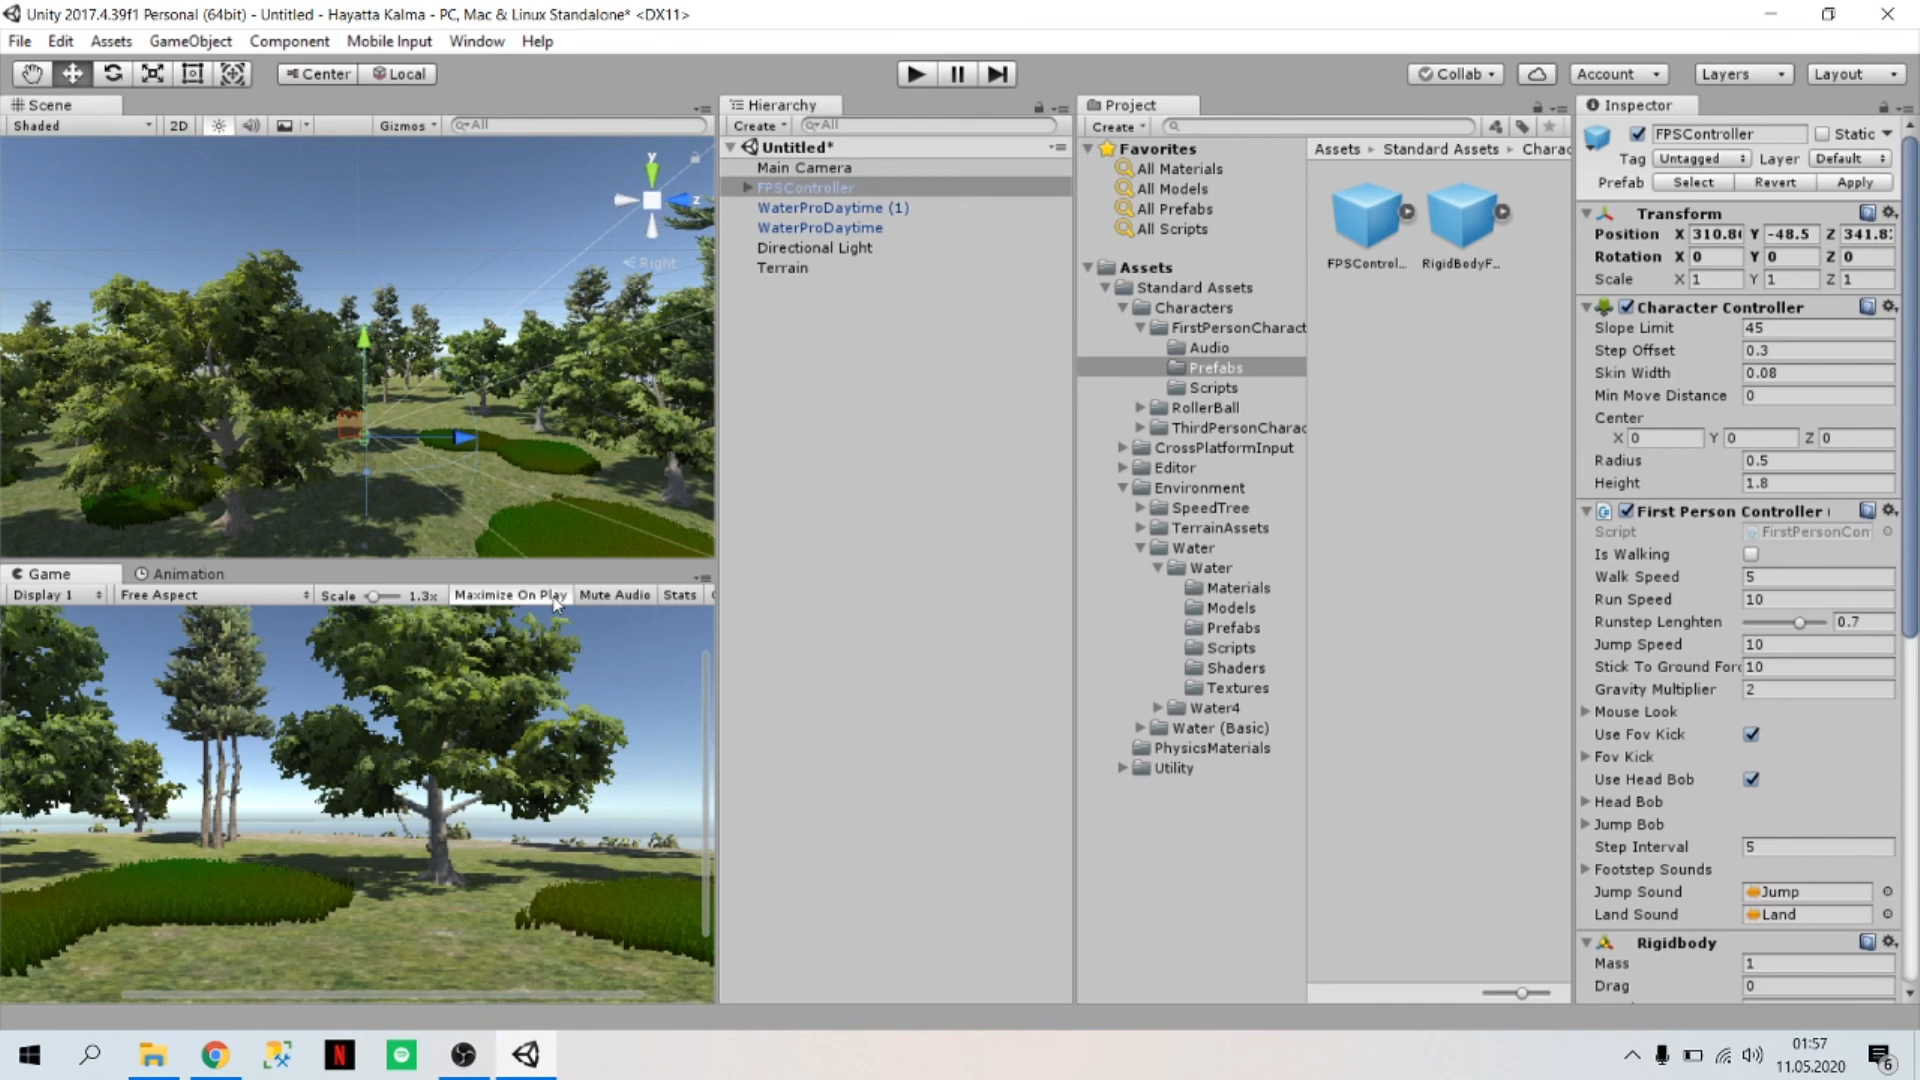 Unity 2017.4.39f1 Personal (64bit) - Untitled - Hayatta Kalma - PC, Mac & Linux Standalone* <DX11>
File Edit Assets GameObject Component Mobile Input Window Help
Center Local
Collab Account Layers Layout
Scene
Shaded 2D Gizmos All
y
z
Right
Game Animation
Display 1 Free Aspect Scale 1.3x Maximize On Play Mute Audio Stats
Hierarchy
Create All
Untitled*
Main Camera
FPSController
WaterProDaytime (1)
WaterProDaytime
Directional Light
Terrain
Project
Create
Favorites
All Materials
All Models
All Prefabs
All Scripts
Assets
Standard Assets
Characters
FirstPersonCharact
Audio
Prefabs
Scripts
RollerBall
ThirdPersonCharac
CrossPlatformInput
Editor
Environment
SpeedTree
TerrainAssets
Water
Water
Materials
Models
Prefabs
Scripts
Shaders
Textures
Water4
Water (Basic)
PhysicsMaterials
Utility
Assets Standard Assets Charac
FPSControl... RigidBodyF...
Inspector
FPSController Static
Tag Untagged Layer Default
Prefab Select Revert Apply
Transform
Position X 310.8 Y -48.5 Z 341.8
Rotation X 0 Y 0 Z 0
Scale X 1 Y 1 Z 1
Character Controller
Slope Limit 45
Step Offset 0.3
Skin Width 0.08
Min Move Distance 0
Center
X 0 Y 0 Z 0
Radius 0.5
Height 1.8
First Person Controller (
Script FirstPersonCon
Is Walking
Walk Speed 5
Run Speed 10
Runstep Lenghten 0.7
Jump Speed 10
Stick To Ground Forc 10
Gravity Multiplier 2
Mouse Look
Use Fov Kick
Fov Kick
Use Head Bob
Head Bob
Jump Bob
Step Interval 5
Footstep Sounds
Jump Sound Jump
Land Sound Land
Rigidbody
Mass 1
Drag 0
N
01:57
11.05.2020
6